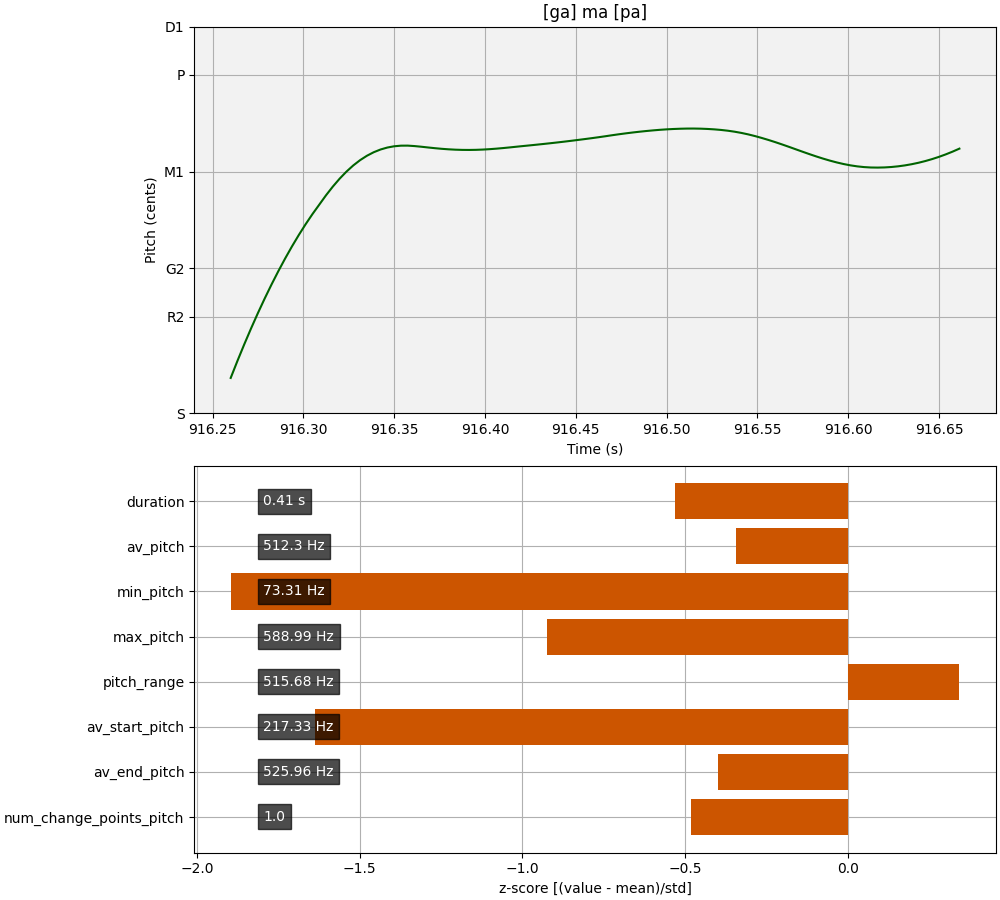 [ga] ma [pa]
D1
P
M1
G2
R2
S
Pitch (cents)
916.25 916.30 916.35 916.40 916.45 916.50 916.55 916.60 916.65
Time (s)
duration 0.41 s
av_pitch 512.3 Hz
min_pitch 73.31 Hz
max_pitch 588.99 Hz
pitch_range 515.68 Hz
av_start_pitch 217.33 Hz
av_end_pitch 525.96 Hz
num_change_points_pitch 1.0
−2.0 −1.5 −1.0 −0.5 0.0
z-score [(value - mean)/std]